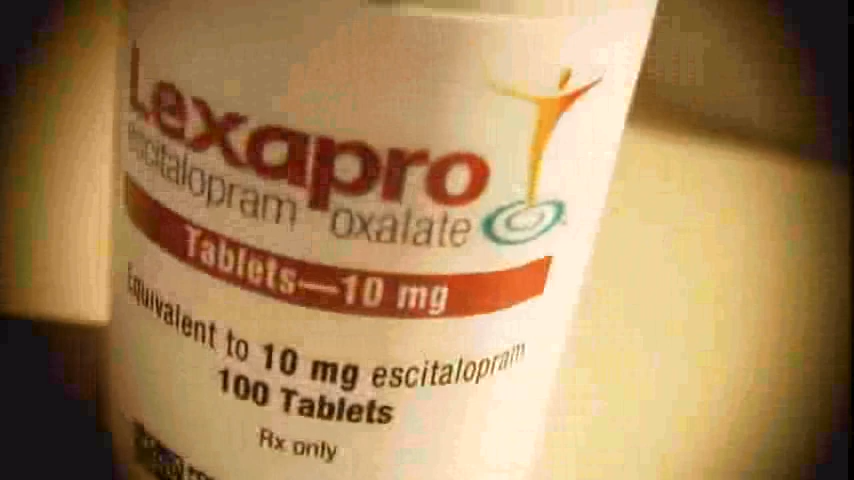 Lexapro
escitalopram oxalate
Tablets—10 mg
Equivalent to 10 mg escitalopram
100 Tablets
Rx only